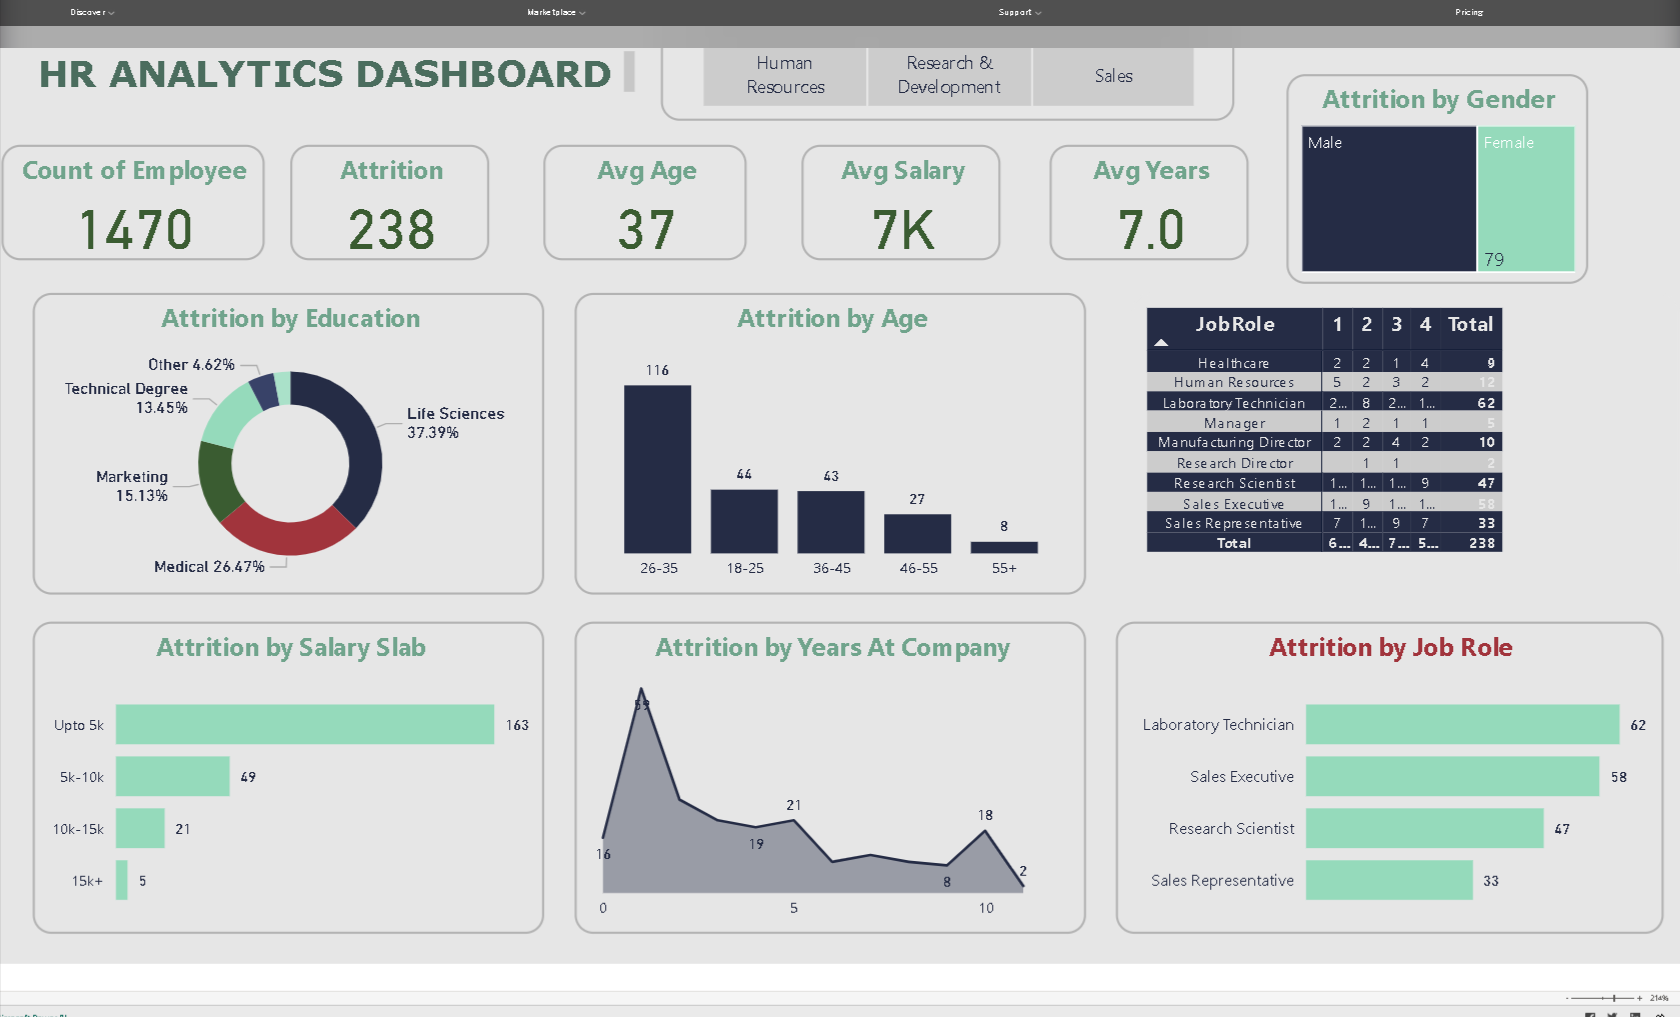 Discover
Marketplace
Support
Pricing
HR ANALYTICS DASHBOARD
Human
Resources
Research &
Development
Sales
Attrition by Gender
Male
Female
79
Count of Employee
1470
Attrition
238
Avg Age
37
Avg Salary
7K
Avg Years
7.0
Attrition by Education
Other 4.62%
Technical Degree
13.45%
Life Sciences
37.39%
Marketing
15.13%
Medical 26.47%
Attrition by Age
116
44
43
27
8
26-35 18-25 36-45 46-55 55+
JobRole 1 2 3 4 Total
Healthcare 2 2 1 4 9
Human Resources 5 2 3 2 12
Laboratory Technician 2... 8 2... 1... 62
Manager 1 2 1 1 5
Manufacturing Director 2 2 4 2 10
Research Director 1 1 2
Research Scientist 1... 1... 1... 9 47
Sales Executive 1... 9 1... 1... 58
Sales Representative 7 1... 9 7 33
Total 6... 4... 7... 5... 238
Attrition by Salary Slab
Upto 5k 163
5k-10k 49
10k-15k 21
15k+ 5
Attrition by Years At Company
59
16
19
21
8
18
2
0 5 10
Attrition by Job Role
Laboratory Technician 62
Sales Executive 58
Research Scientist 47
Sales Representative 33
- + 214%